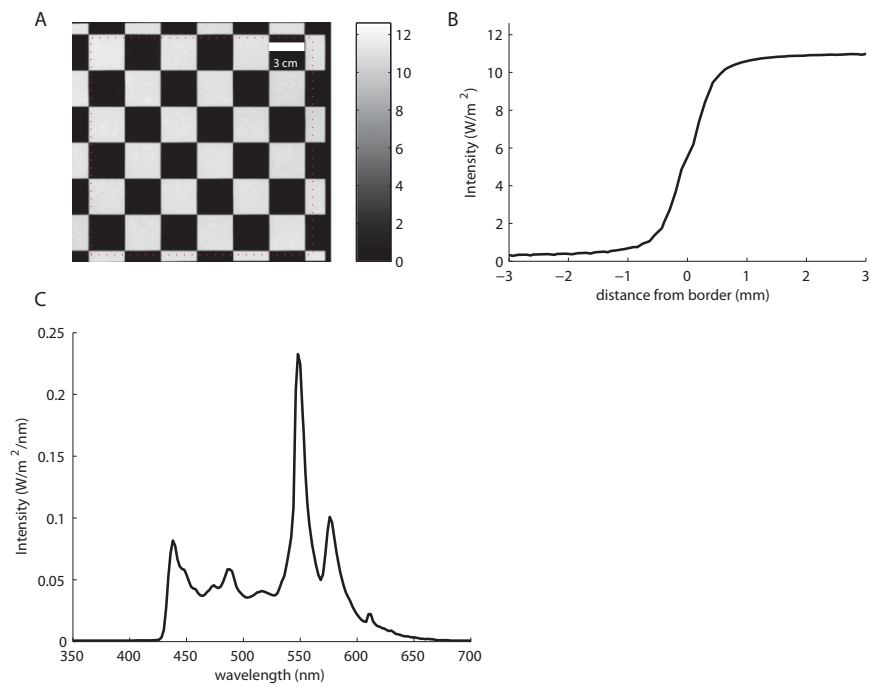 A
12
10
8
6
4
2
0
3 cm
B
Intensity (W/m 2)
12
10
8
6
4
2
0
−3 −2 −1 0 1 2 3
distance from border (mm)
C
Intensity (W/m 2/nm)
0.25
0.2
0.15
0.1
0.05
0
350 400 450 500 550 600 650 700
wavelength (nm)